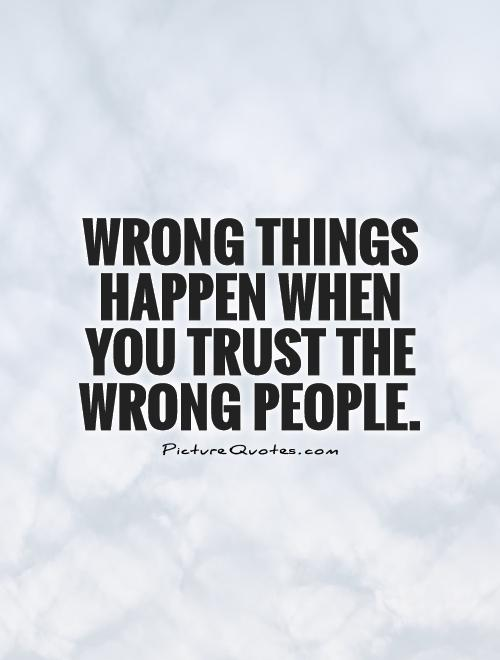 WRONG THINGS
HAPPEN WHEN
YOU TRUST THE
WRONG PEOPLE.
PictureQuotes.com